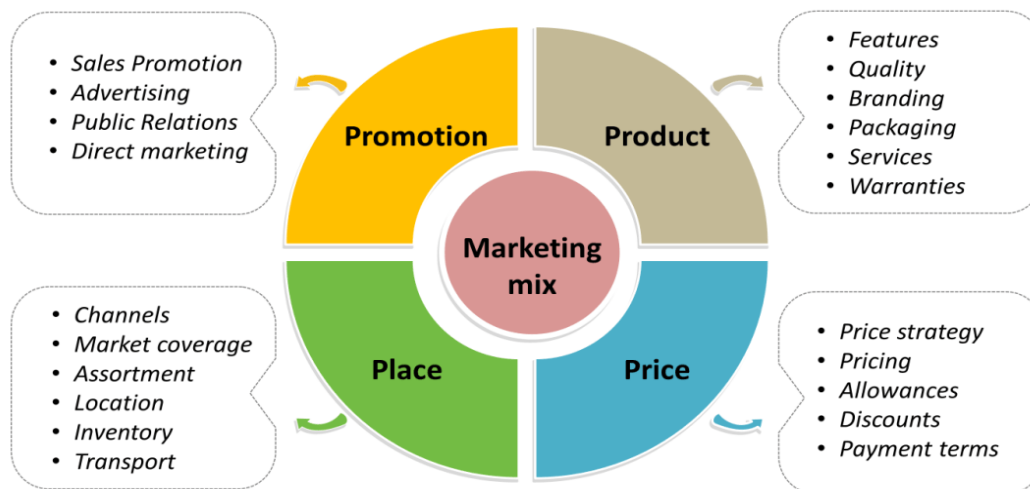 • Sales Promotion
• Advertising
• Public Relations
• Direct marketing
Promotion
Product
• Features
• Quality
• Branding
• Packaging
• Services
• Warranties
Marketing
mix
• Channels
• Market coverage
• Assortment
• Location
• Inventory
• Transport
Place
Price
• Price strategy
• Pricing
• Allowances
• Discounts
• Payment terms